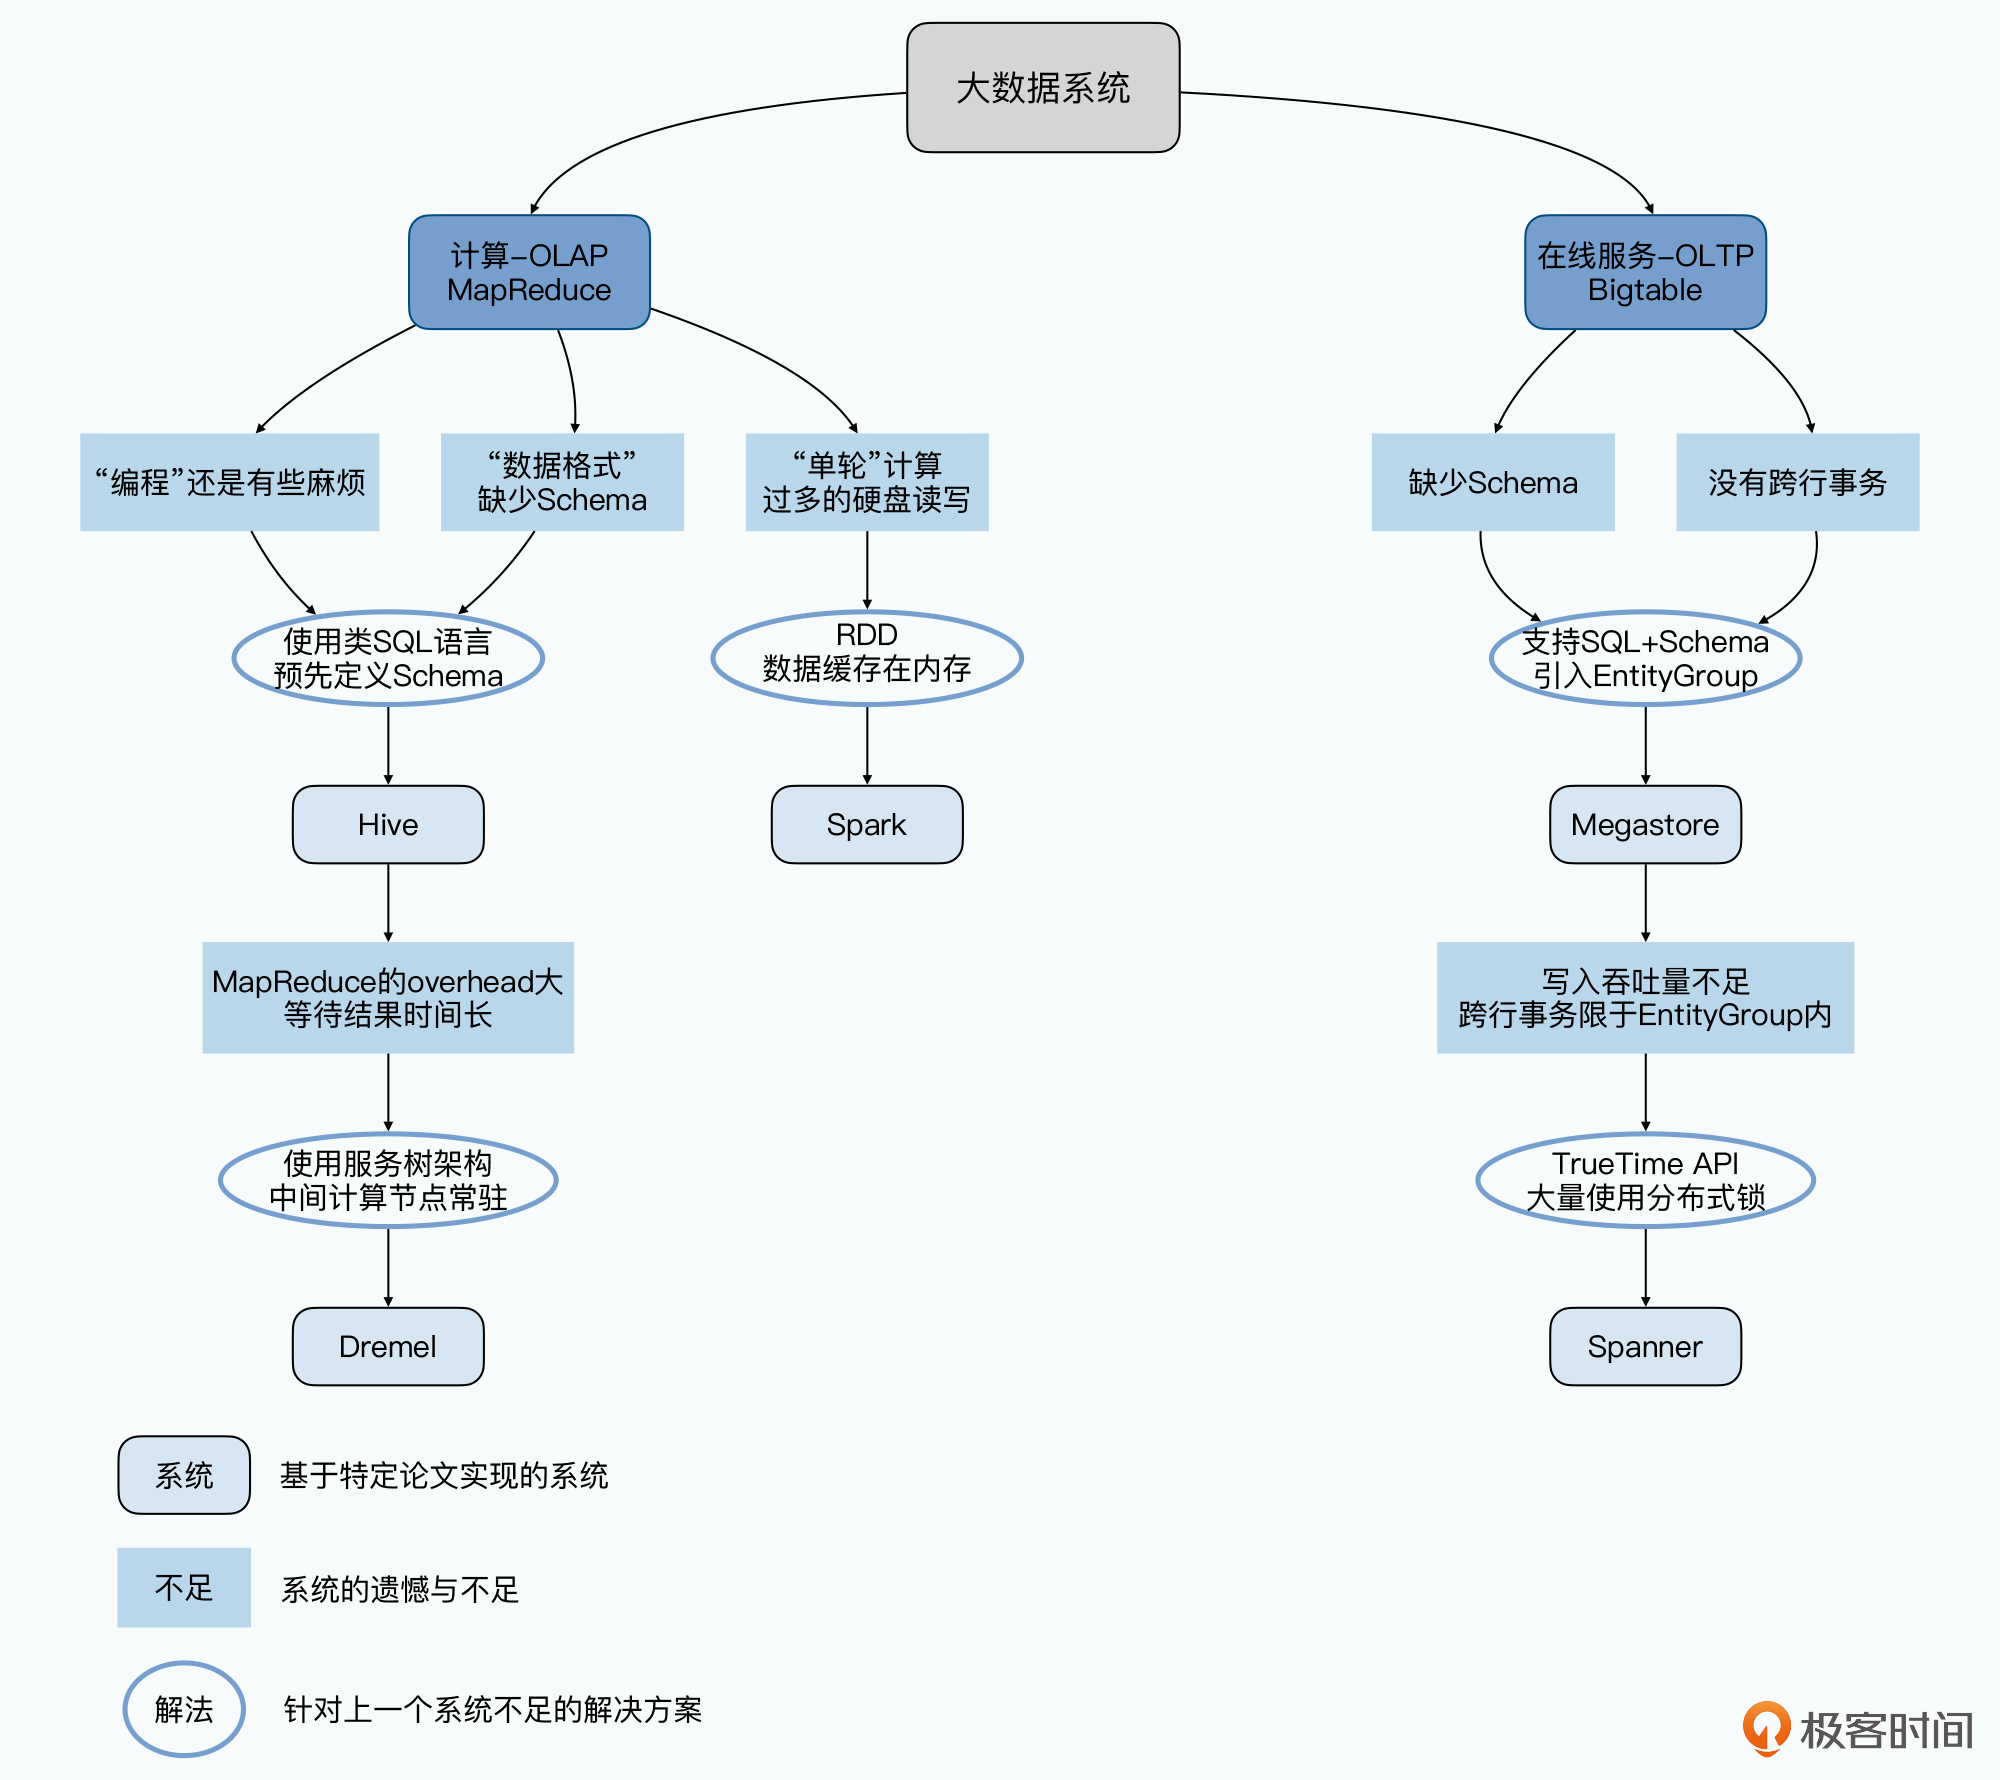 大数据系统
计算-OLAP
MapReduce
在线服务-OLTP
Bigtable
“编程”还是有些麻烦
“数据格式”
缺少Schema
“单轮”计算
过多的硬盘读写
缺少Schema
没有跨行事务
使用类SQL语言
预先定义Schema
RDD
数据缓存在内存
支持SQL+Schema
引入EntityGroup
Hive
Spark
Megastore
MapReduce的overhead大
等待结果时间长
写入吞吐量不足
跨行事务限于EntityGroup内
使用服务树架构
中间计算节点常驻
TrueTime API
大量使用分布式锁
Dremel
Spanner
系统
基于特定论文实现的系统
不足
系统的遗憾与不足
解法
针对上一个系统不足的解决方案
极客时间